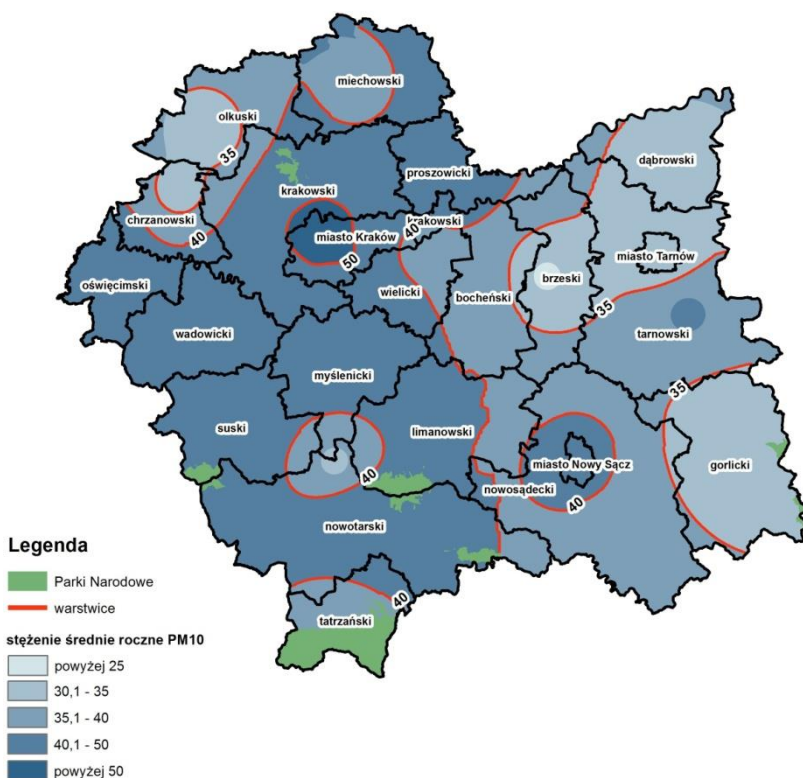 miechowski
olkuski
35
dąbrowski
proszowicki
krakowski
chrzanowski
40
krakowski
miasto Kraków
40
50
miasto Tarnów
brzeski
oświęcimski
wielicki
bocheński
35
wadowicki
tarnowski
myślenicki
35
suski
limanowski
miasto Nowy Sącz
gorlicki
40
nowosądecki
40
nowotarski
40
tatrzański
Legenda
Parki Narodowe
warstwice
stężenie średnie roczne PM10
powyżej 25
30,1 - 35
35,1 - 40
40,1 - 50
powyżej 50